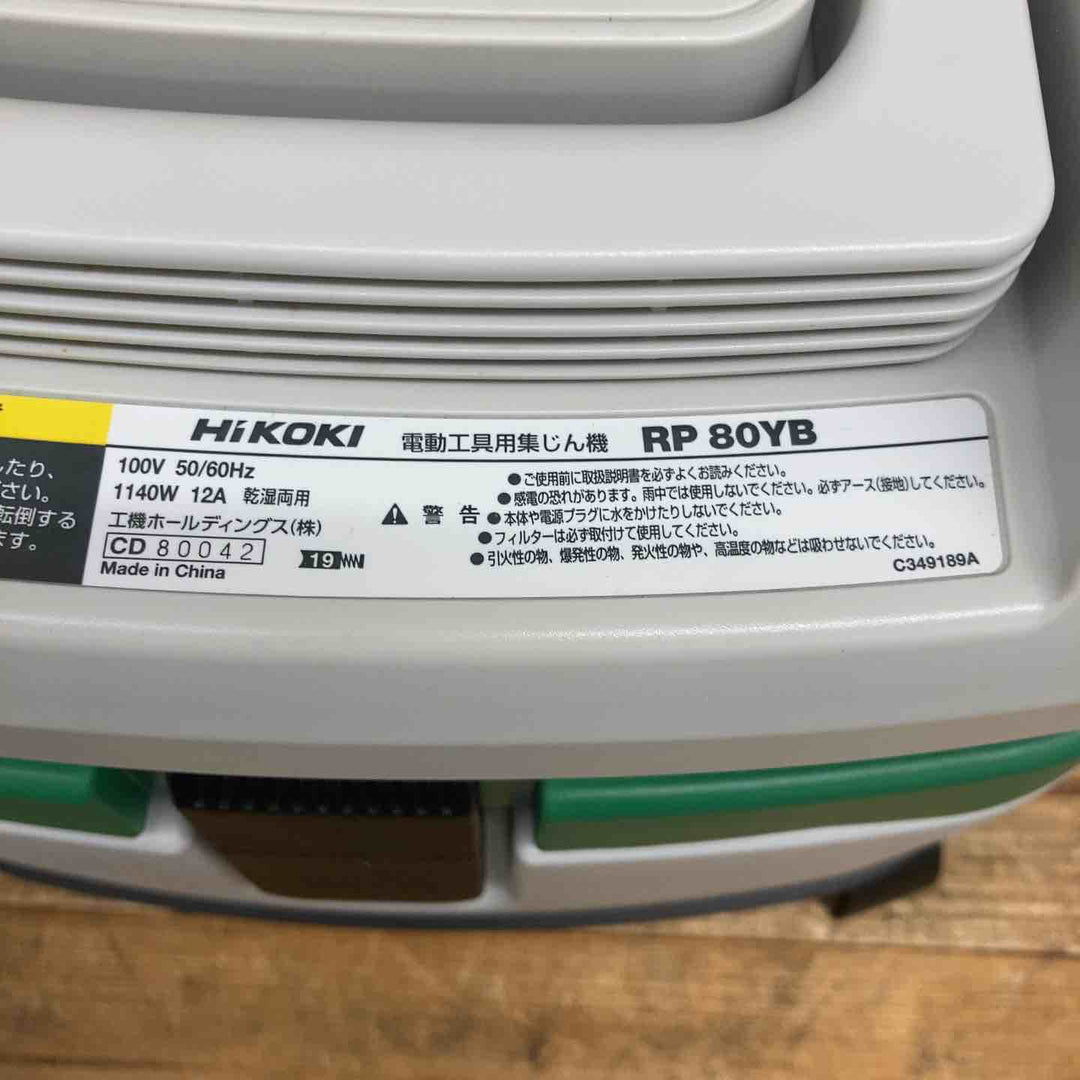 HiKOKI 電動工具用集じん機 RP 80YB
100V 50/60Hz
1140W 12A 乾湿両用
工機ホールディングス(株)
CD 80042
19
Made in China
警告
●ご使用前に取扱説明書を必ずよくお読みください。
●感電の恐れがあります。雨中では使用しないでください。必ずアース(接地)してください。
●本体や電源プラグに水をかけたりしないでください。
●フィルターは必ず取付けて使用してください。
●引火性の物、爆発性の物、発火性の物や、高温度の物などは吸わせないでください。
C349189A
したり、
さい。
転倒する
ます。